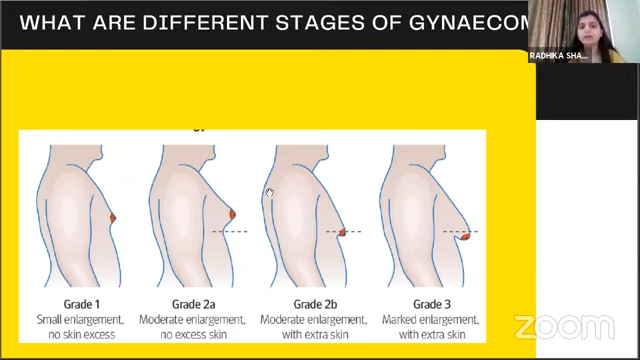 WHAT ARE DIFFERENT STAGES OF GYNAECOM
RADHIKA SHA...
Grade 1
Small enlargement,
no skin excess
Grade 2a
Moderate enlargement,
no excess skin
Grade 2b
Moderate enlargement,
with extra skin
Grade 3
Marked enlargement,
with extra skin
zoom